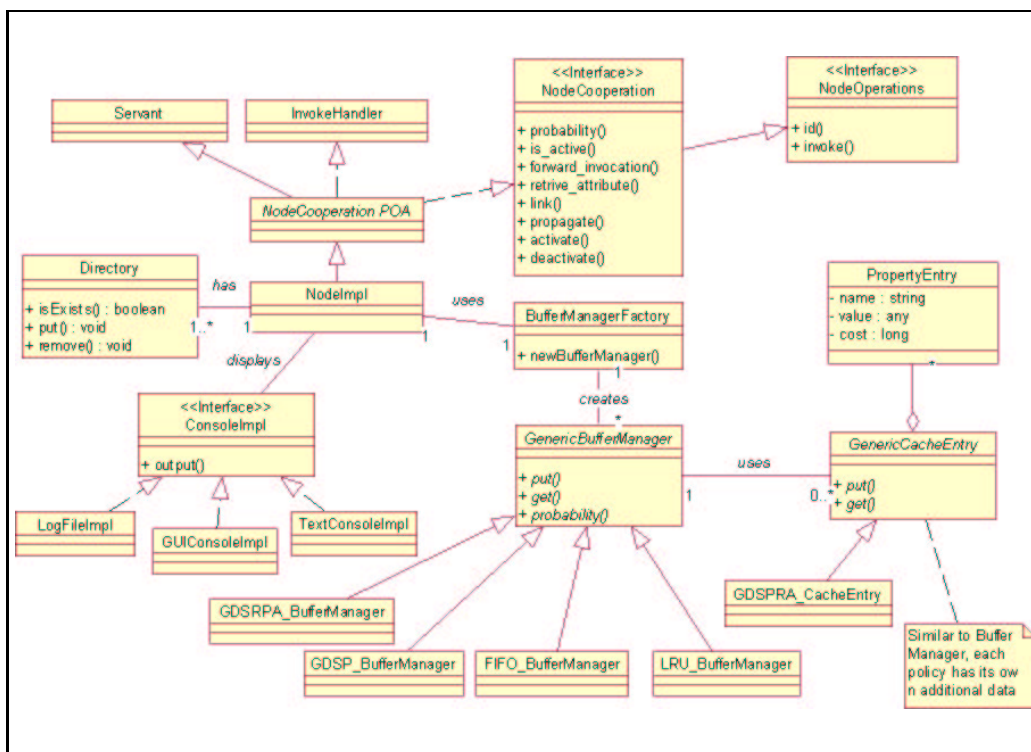 <<Interface>>
NodeCooperation
+ probability()
+ is_active()
+ forward_invocation()
+ retrive_attribute()
+ link()
+ propagate()
+ activate()
+ deactivate()
<<Interface>>
NodeOperations
+ id()
+ invoke()
Servant
InvokeHandler
NodeCooperation POA
Directory
+ isExists() : boolean
+ put() : void
+ remove() : void
has
1..*
1
NodeImpl
uses
1
1
BufferManagerFactory
+ newBufferManager()
1
creates
*
PropertyEntry
- name : string
- value : any
- cost : long
*
displays
<<Interface>>
ConsoleImpl
+ output()
GenericBufferManager
+ put()
+ get()
+ probability()
uses
1
0..*
GenericCacheEntry
+ put()
+ get()
LogFileImpl
GUIConsoleImpl
TextConsoleImpl
GDSRPA_BufferManager
GDSP_BufferManager
FIFO_BufferManager
LRU_BufferManager
GDSPRA_CacheEntry
Similar to Buffer
Manager, each
policy has its ow
n additional data